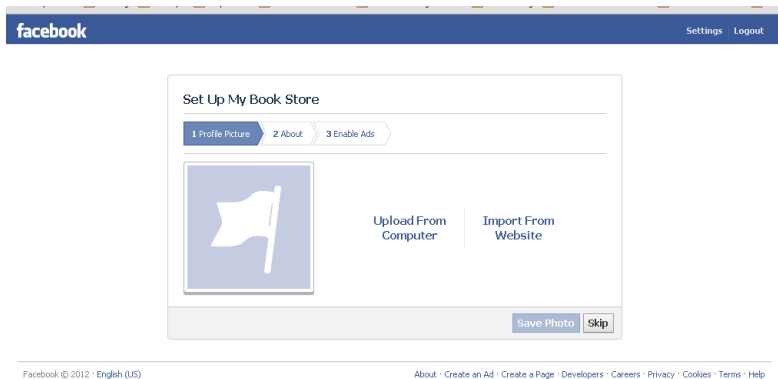 facebook
Settings Logout
Set Up My Book Store
1 Profile Picture 2 About 3 Enable Ads
Upload From
Computer
Import From
Website
Save Photo Skip
Facebook © 2012 · English (US)
About · Create an Ad · Create a Page · Developers · Careers · Privacy · Cookies · Terms · Help